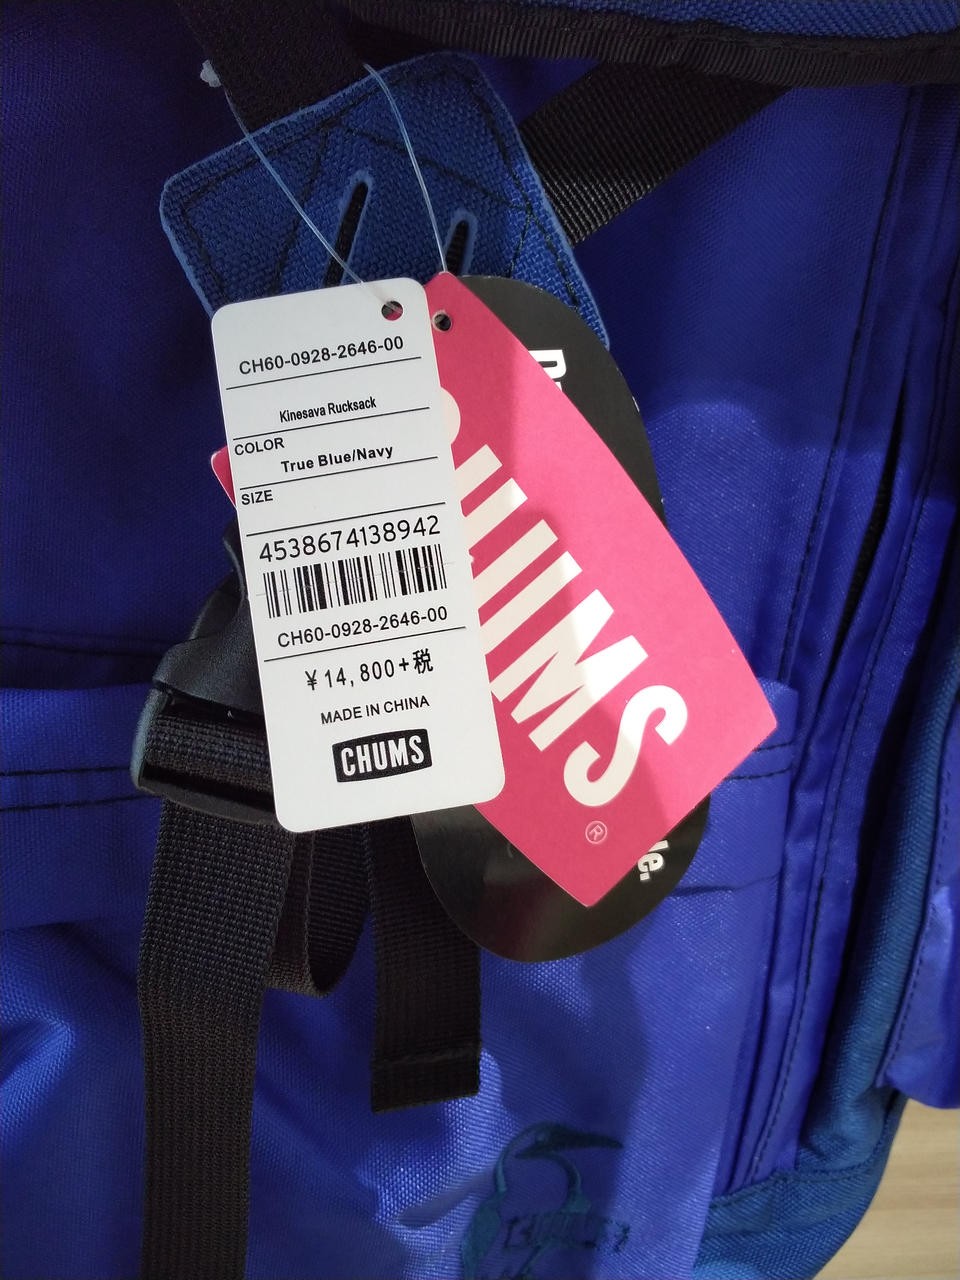 CH60-0928-2646-00
Kinesava Rucksack
COLOR
True Blue/Navy
SIZE
4538674138942
CH60-0928-2646-00
¥14,800+税
MADE IN CHINA
CHUMS
CHUMS
®
CHUMS